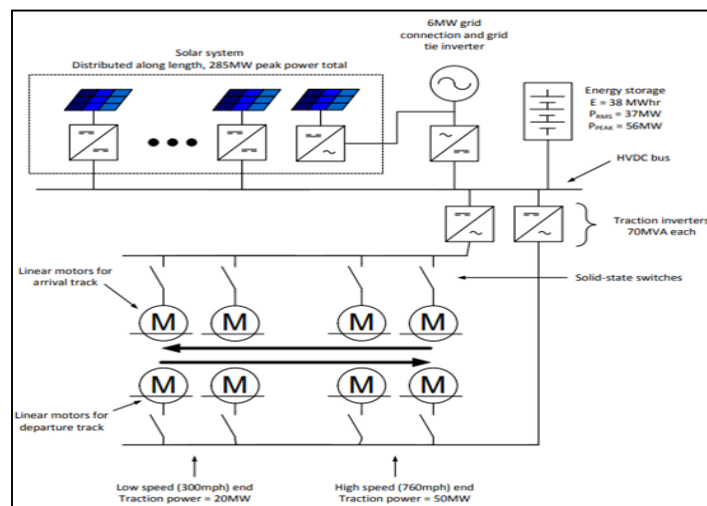 6MW grid
connection and grid
tie inverter
Solar system
Distributed along length, 285MW peak power total
Energy storage
E = 38 MWhr
PRMS = 37MW
PPEAK = 56MW
HVDC bus
Traction inverters
70MVA each
Linear motors for
arrival track
Solid-state switches
M M M M
M M M M
Linear motors for
departure track
Low speed (300mph) end
Traction power = 20MW
High speed (760mph) end
Traction power = 50MW